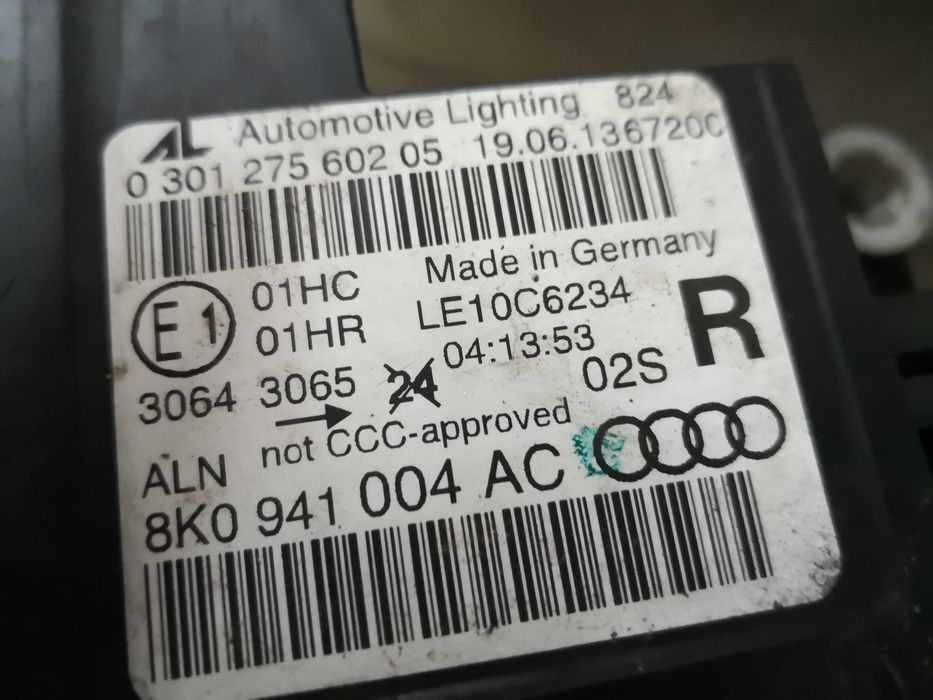 AL Automotive Lighting 824
0 301 275 602 05 19.06.1367200
Made in Germany
E1 01HC LE10C6234 R
01HR 04:13:53
3064 3065 24 02S
not CCC-approved
ALN
8K0 941 004 AC